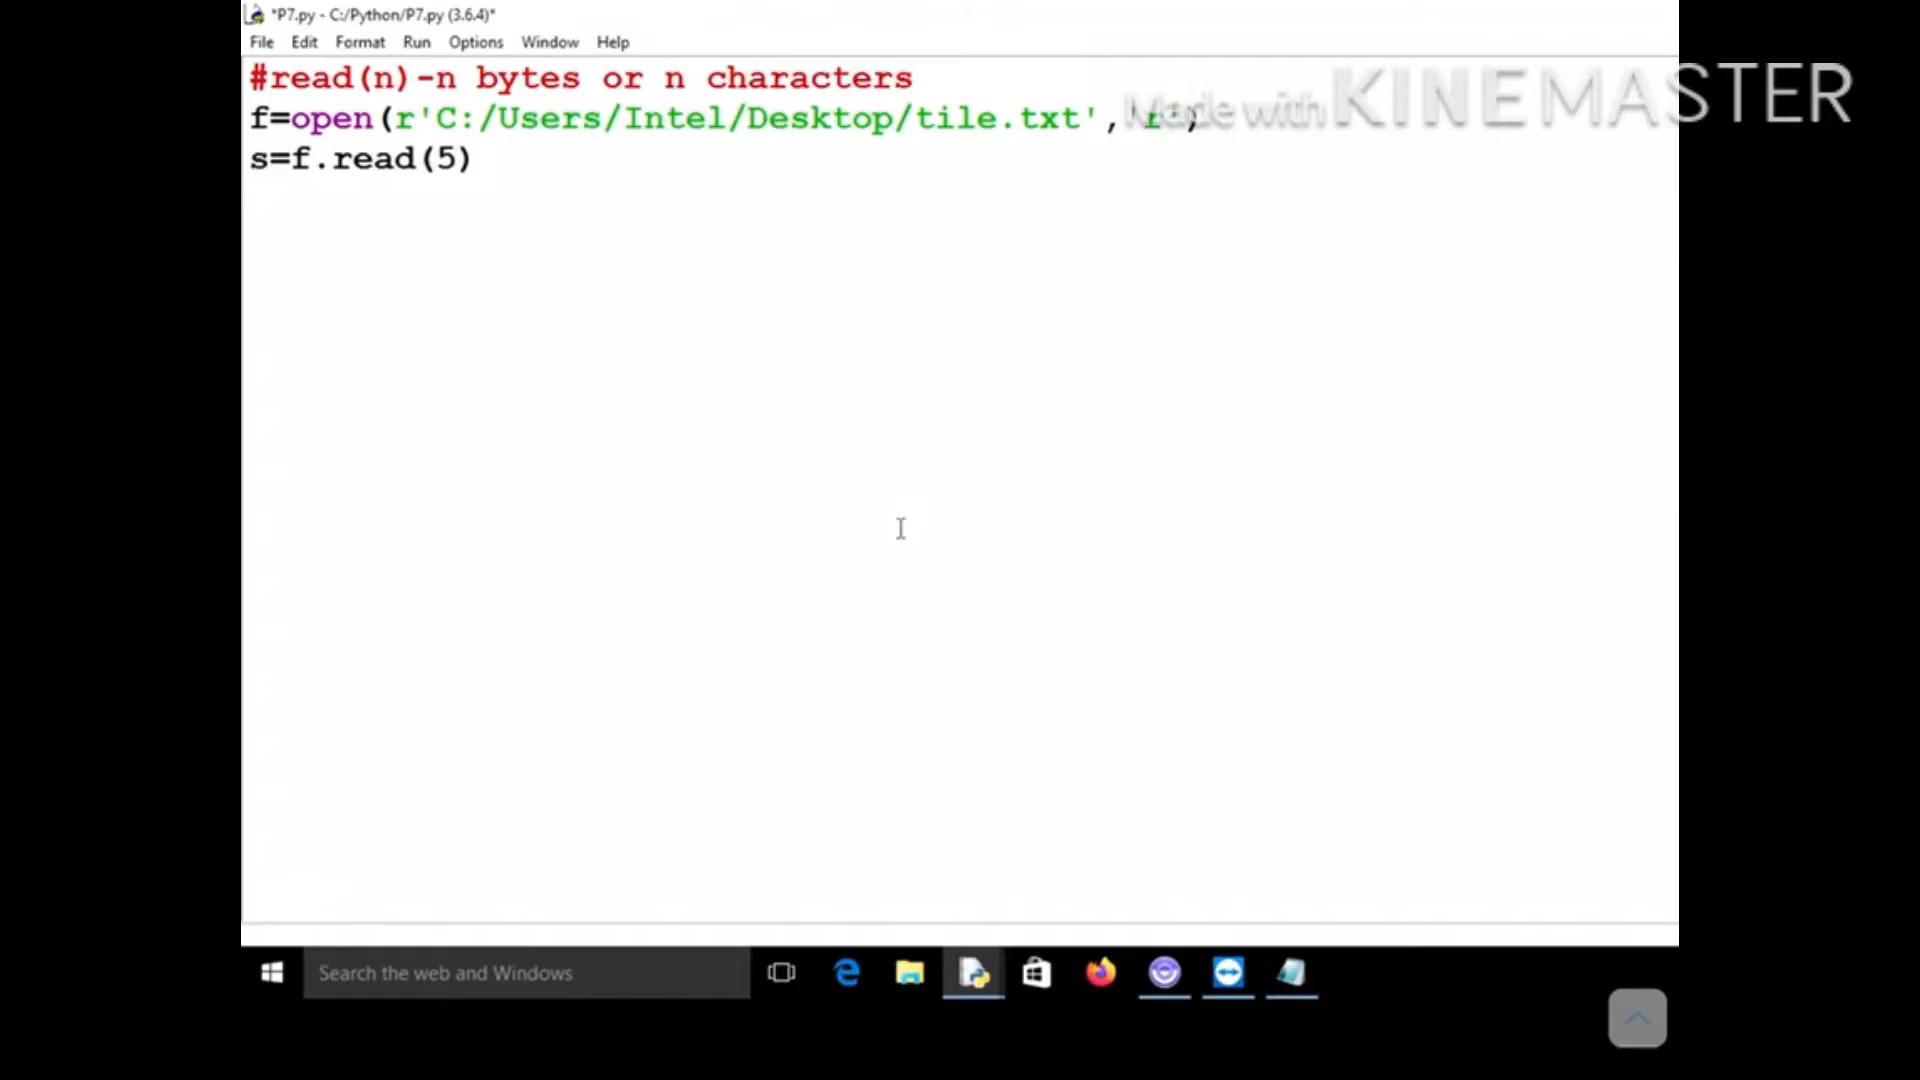 *P7.py - C:/Python/P7.py (3.6.4)*
File Edit Format Run Options Window Help
#read(n)-n bytes or n characters
f=open(r'C:/Users/Intel/Desktop/tile.txt','r')
Made with KINEMASTER
s=f.read(5)
Search the web and Windows